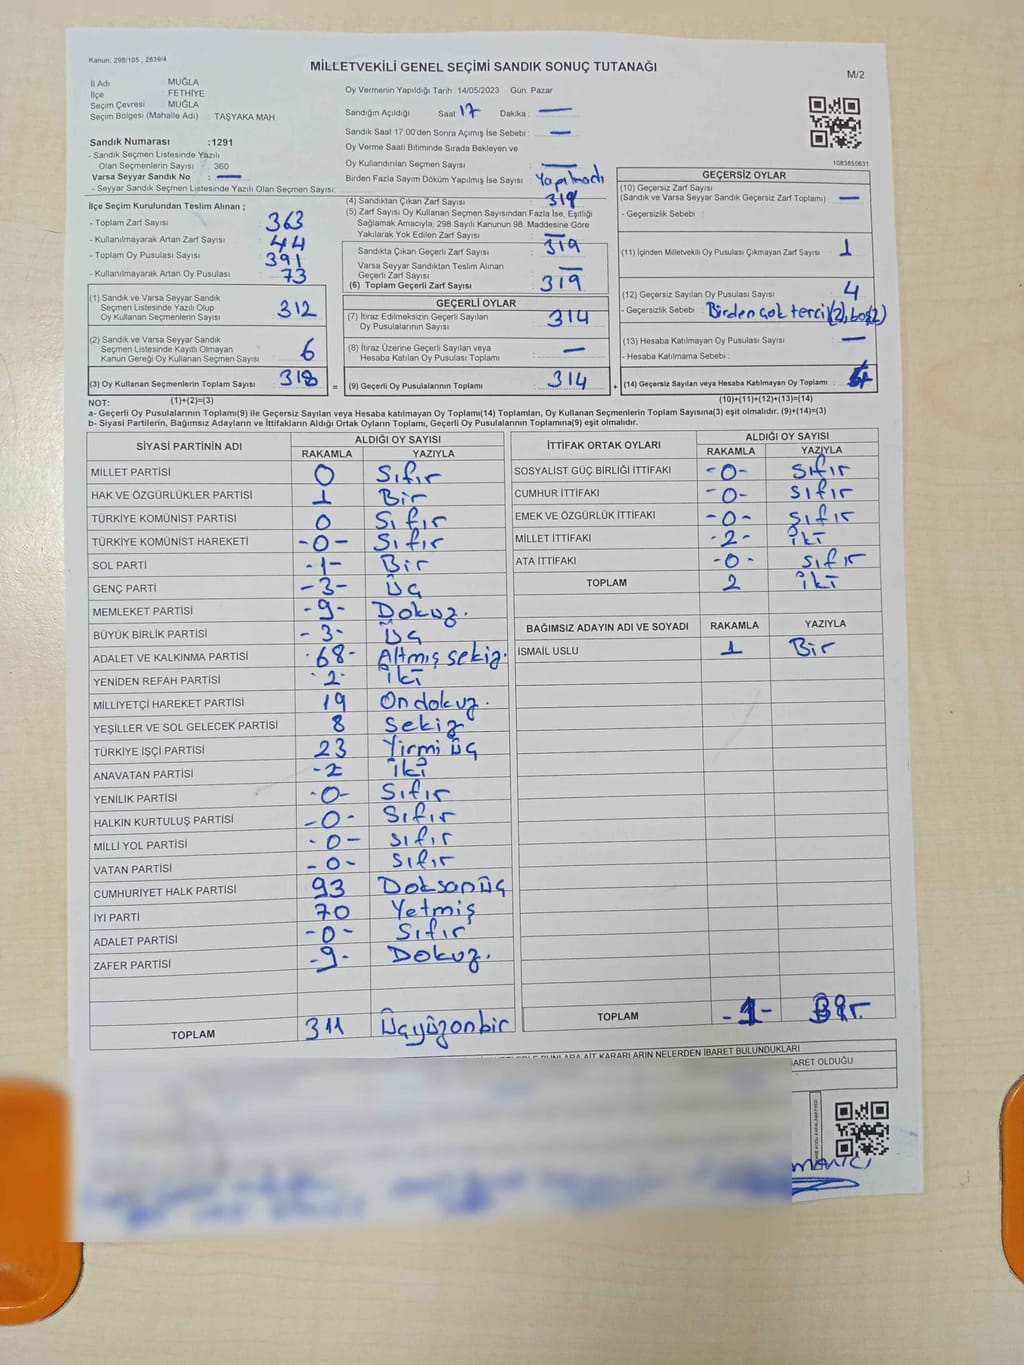 Kanun: 298/105 , 2839/4
MİLLETVEKİLİ GENEL SEÇİMİ SANDIK SONUÇ TUTANAĞI
M/2
İl Adı : MUĞLA
İlçe : FETHİYE
Seçim Çevresi : MUĞLA
Seçim Bölgesi (Mahalle Adı) : TAŞYAKA MAH.
Sandık Numarası :1291
- Sandık Seçmen Listesinde Yazılı
Olan Seçmenlerin Sayısı : 360
Varsa Seyyar Sandık No : —
- Seyyar Sandık Seçmen Listesinde Yazılı Olan Seçmen Sayısı:
Oy Vermenin Yapıldığı Tarih : 14/05/2023 Gün: Pazar
Sandığın Açıldığı Saat: 17 Dakika : —
Sandık Saat 17.00'den Sonra Açımış İse Sebebi : —
Oy Verme Saati Bitiminde Sırada Bekleyen ve
Oy Kullandırılan Seçmen Sayısı : —
Birden Fazla Sayım Döküm Yapılmış İse Sayısı : Yapılmadı
1083855631
İlçe Seçim Kurulundan Teslim Alınan ;
- Toplam Zarf Sayısı : 363
- Kullanılmayarak Artan Zarf Sayısı : 44
- Toplam Oy Pusulası Sayısı : 391
- Kullanılmayarak Artan Oy Pusulası : 73
(1) Sandık ve Varsa Seyyar Sandık
Seçmen Listesinde Yazılı Olup
Oy Kullanan Seçmenlerin Sayısı : 312
(2) Sandık ve Varsa Seyyar Sandık
Seçmen Listesinde Kayıtlı Olmayan
Kanun Gereği Oy Kullanan Seçmen Sayısı : 6
(3) Oy Kullanan Seçmenlerin Toplam Sayısı : 318
(4) Sandıktan Çıkan Zarf Sayısı : 319
(5) Zarf Sayısı Oy Kullanan Seçmen Sayısından Fazla İse, Eşitliği
Sağlamak Amacıyla, 298 Sayılı Kanunun 98. Maddesine Göre
Yakılarak Yok Edilen Zarf Sayısı : —
Sandıkta Çıkan Geçerli Zarf Sayısı : 319
Varsa Seyyar Sandıktan Teslim Alınan
Geçerli Zarf Sayısı : —
(6) Toplam Geçerli Zarf Sayısı : 319
GEÇERLİ OYLAR
(7) İtiraz Edilmeksizin Geçerli Sayılan
Oy Pusulalarının Sayısı : 314
(8) İtiraz Üzerine Geçerli Sayılan veya
Hesaba Katılan Oy Pusulası Toplamı : —
= (9) Geçerli Oy Pusulalarının Toplamı : 314
GEÇERSİZ OYLAR
(10) Geçersiz Zarf Sayısı
(Sandık ve Varsa Seyyar Sandık Geçersiz Zarf Toplamı) : —
- Geçersizlik Sebebi :
(11) İçinden Milletvekili Oy Pusulası Çıkmayan Zarf Sayısı : 1
(12) Geçersiz Sayılan Oy Pusulası Sayısı : 4
- Geçersizlik Sebebi : Birden çok tercih(2), boş(2)
(13) Hesaba Katılmayan Oy Pusulası Sayısı : —
- Hesaba Katılmama Sebebi :
+ (14) Geçersiz Sayılan veya Hesaba Katılmayan Oy Toplamı :
NOT: (1)+(2)=(3) (10)+(11)+(12)+(13)=(14)
a- Geçerli Oy Pusulalarının Toplamı(9) ile Geçersiz Sayılan veya Hesaba katılmayan Oy Toplamı(14) Toplamları, Oy Kullanan Seçmenlerin Toplam Sayısına(3) eşit olmalıdır. (9)+(14)=(3)
b- Siyasi Partilerin, Bağımsız Adayların ve İttifakların Aldığı Ortak Oyların Toplamı, Geçerli Oy Pusulalarının Toplamına(9) eşit olmalıdır.
SİYASİ PARTİNİN ADI ALDIĞI OY SAYISI
RAKAMLA YAZIYLA
MİLLET PARTİSİ 0 Sıfır
HAK VE ÖZGÜRLÜKLER PARTİSİ 1 Bir
TÜRKİYE KOMÜNİST PARTİSİ 0 Sıfır
TÜRKİYE KOMÜNİST HAREKETİ -0- Sıfır
SOL PARTİ -1- Bir
GENÇ PARTİ -3- Üç
MEMLEKET PARTİSİ -9- Dokuz.
BÜYÜK BİRLİK PARTİSİ -3- Üç
ADALET VE KALKINMA PARTİSİ -68- Altmış sekiz.
YENİDEN REFAH PARTİSİ -2- İki
MİLLİYETÇİ HAREKET PARTİSİ 19 Ondokuz.
YEŞİLLER VE SOL GELECEK PARTİSİ 8 Sekiz
TÜRKİYE İŞÇİ PARTİSİ 23 Yirmi üç
ANAVATAN PARTİSİ -2 İki
YENİLİK PARTİSİ -0- Sıfır
HALKIN KURTULUŞ PARTİSİ -0- Sıfır
MİLLİ YOL PARTİSİ -0- sıfır
VATAN PARTİSİ -0- Sıfır
CUMHURİYET HALK PARTİSİ 93 Doksanüç
İYİ PARTİ 70 Yetmiş
ADALET PARTİSİ -0- Sıfır
ZAFER PARTİSİ -9- Dokuz.
TOPLAM 311 Üçyüzonbir
İTTİFAK ORTAK OYLARI ALDIĞI OY SAYISI
RAKAMLA YAZIYLA
SOSYALİST GÜÇ BİRLİĞİ İTTİFAKI -0- Sıfır
CUMHUR İTTİFAKI -0- Sıfır
EMEK VE ÖZGÜRLÜK İTTİFAKI -0- Sıfır
MİLLET İTTİFAKI -2- İki
ATA İTTİFAKI -0- sıfır
TOPLAM 2 İki
BAĞIMSIZ ADAYIN ADI VE SOYADI RAKAMLA YAZIYLA
İSMAİL USLU 1 Bir
TOPLAM -1- Bir.
KARARLARIN NELERDEN İBARET BULUNDUKLARI
BARET OLDUĞU